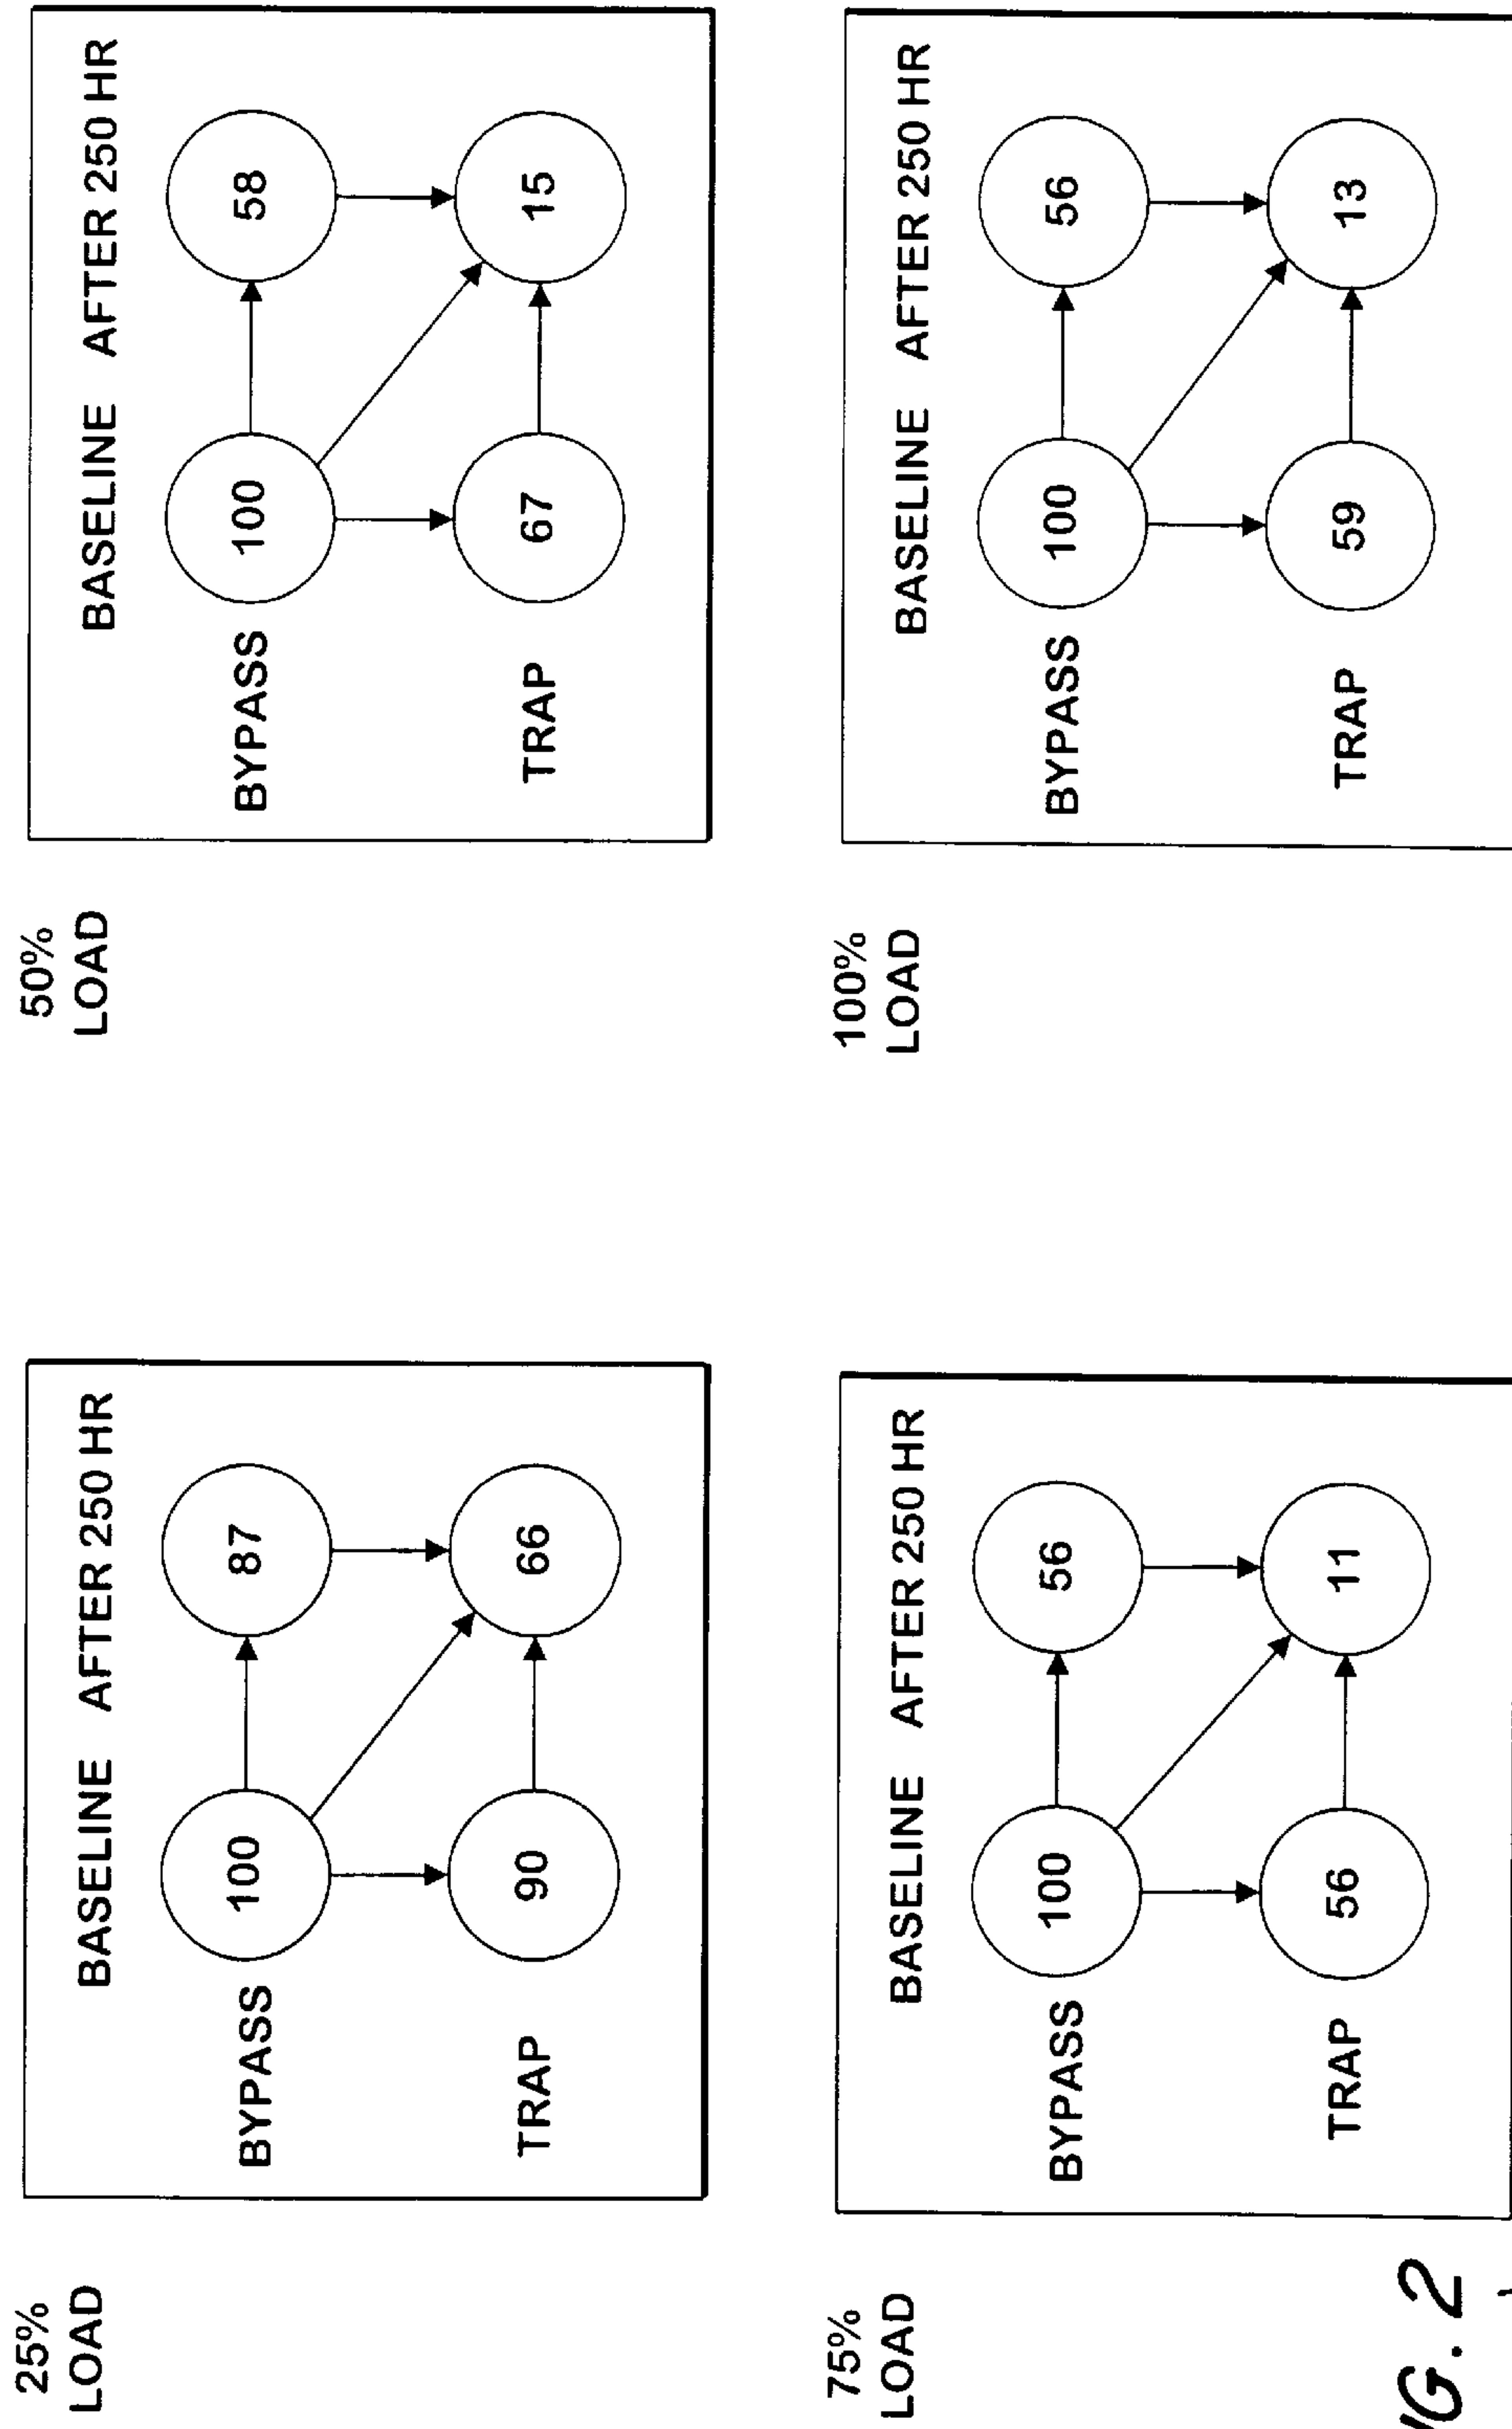 25%
LOAD
BASELINE AFTER 250 HR
BYPASS 100 87
TRAP 90 66
50%
LOAD
BASELINE AFTER 250 HR
BYPASS 100 58
TRAP 67 15
75%
LOAD
BASELINE AFTER 250 HR
BYPASS 100 56
TRAP 56 11
100%
LOAD
BASELINE AFTER 250 HR
BYPASS 100 56
TRAP 59 13
IG. 2